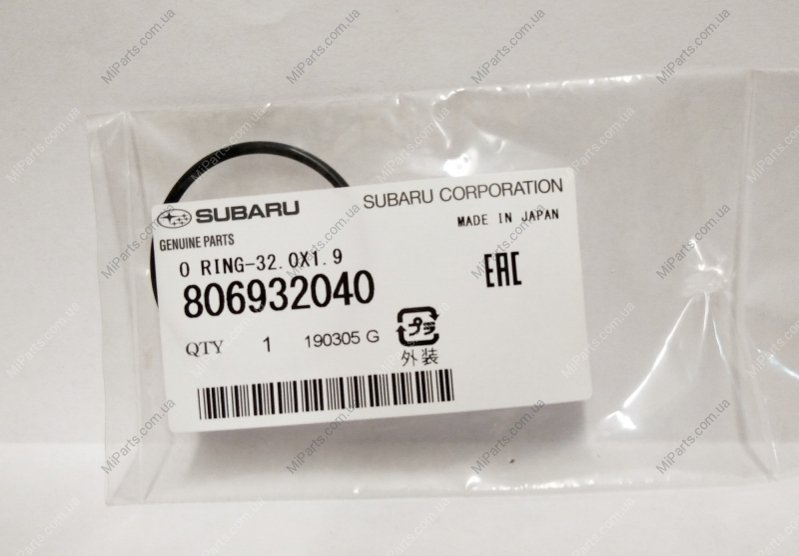 SUBARU
SUBARU CORPORATION
GENUINE PARTS
MADE IN JAPAN
O RING-32.0X1.9
806932040
EAC
QTY 1 190305 G
プラ
外装
MiParts.com.ua